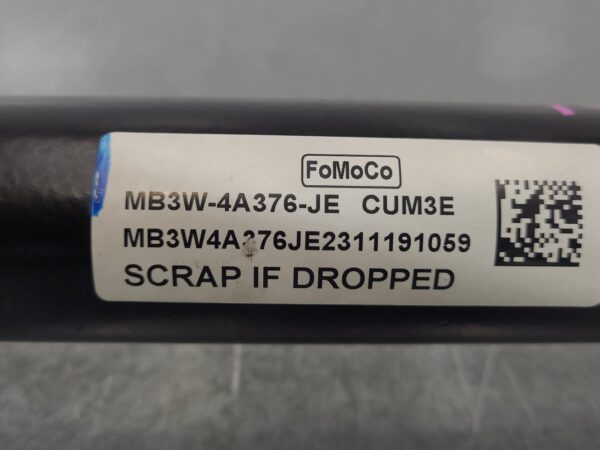 FoMoCo
MB3W-4A376-JE CUM3E
MB3W4A376JE2311191059
SCRAP IF DROPPED